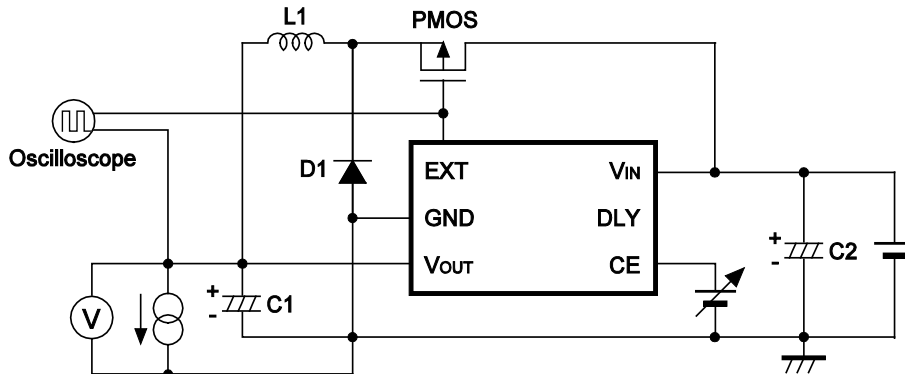 L1
PMOS
Oscilloscope
D1
EXT
VIN
GND
DLY
VOUT
CE
+
-
C2
V
+
-
C1